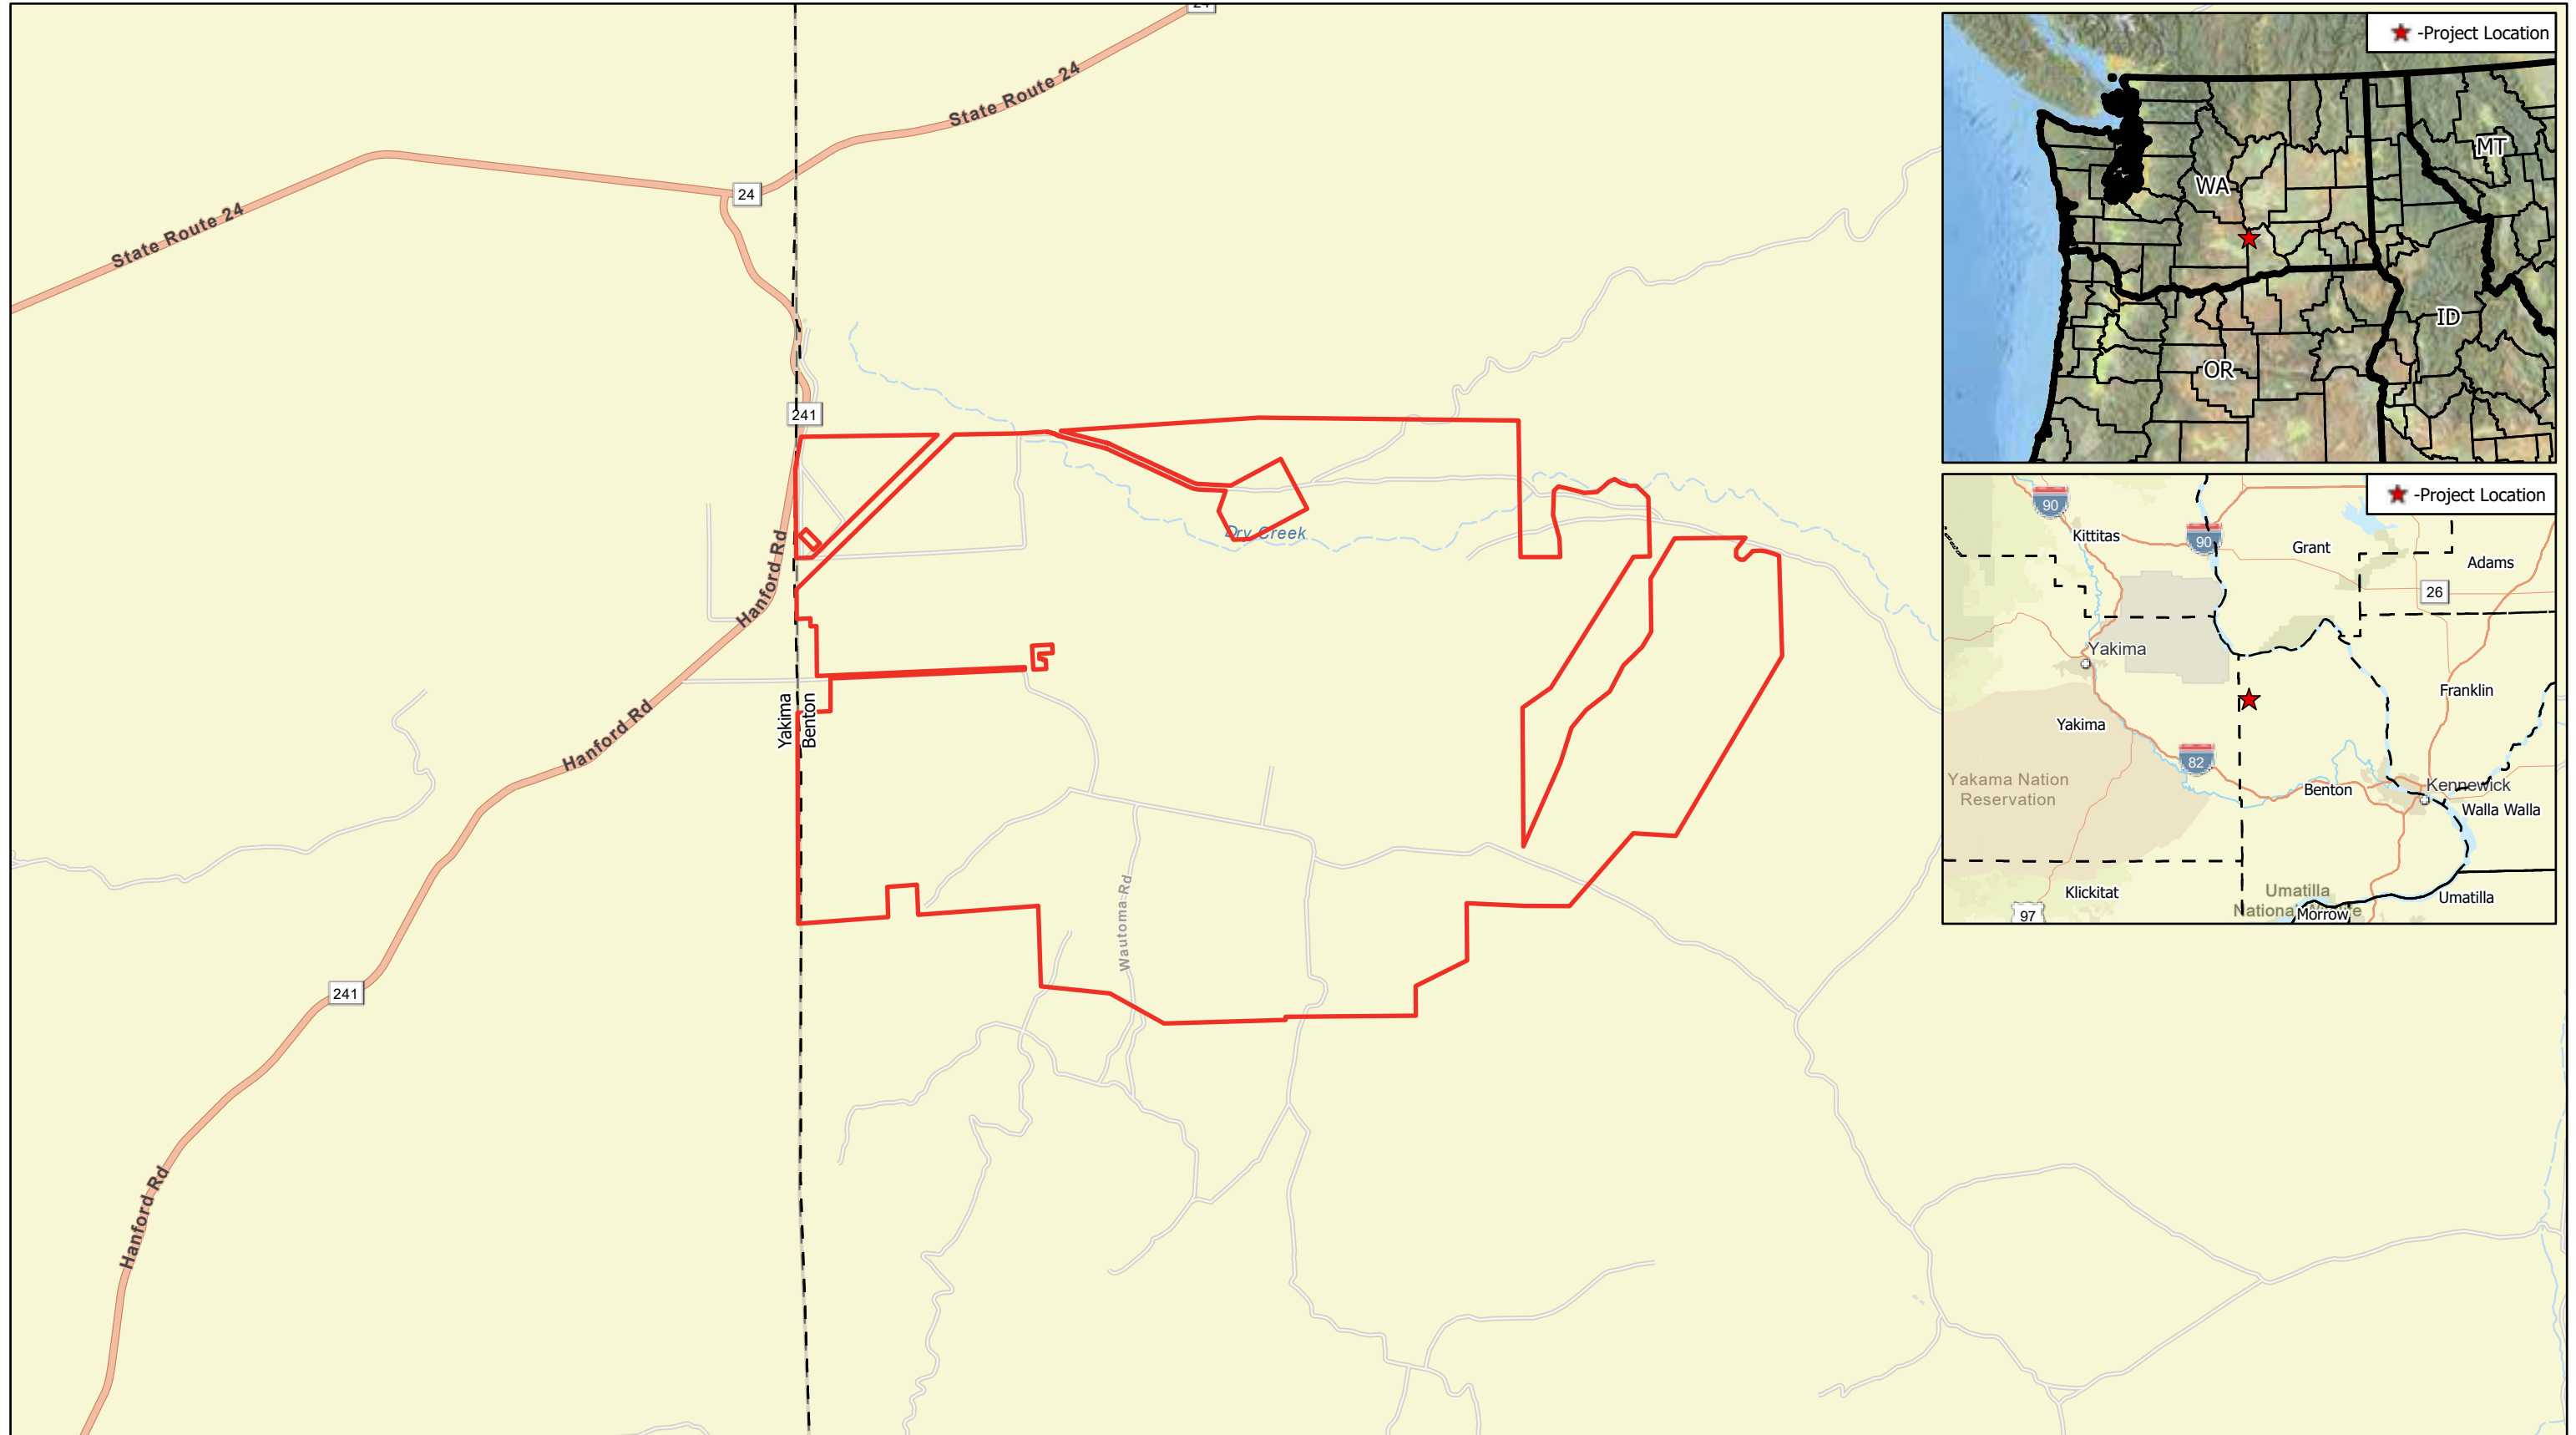 24
State Route 24
24
State Route 24
241
Hanford Rd
Dry Creek
Yakima
Benton
Hanford Rd
Wautoma Rd
241
Hanford Rd
-Project Location
WA
MT
ID
OR
-Project Location
90
Kittitas
90
Grant
Adams
26
Yakima
Franklin
Yakima
82
Yakama Nation
Reservation
Benton
Kennewick
Walla Walla
Klickitat
Umatilla
National
Umatilla
97
Morrow